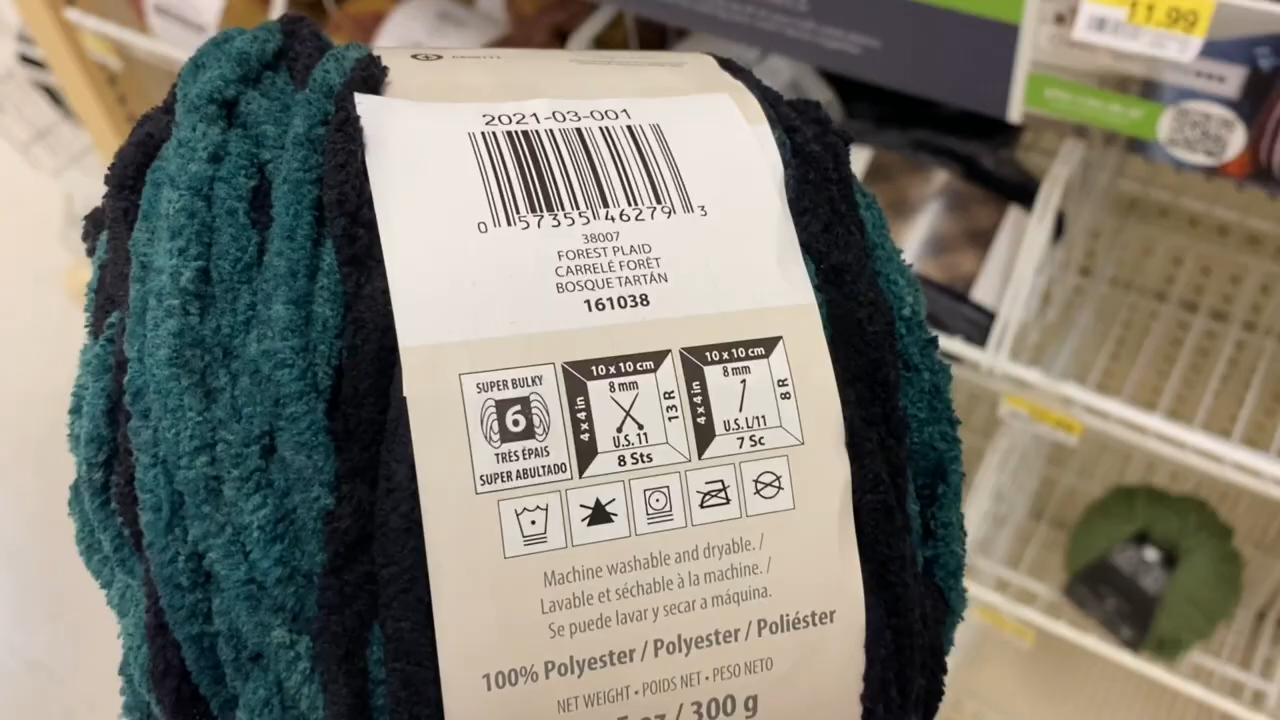 11.99
2021-03-001
0 57355 46279 3
38007
FOREST PLAID
CARRELÉ FORÊT
BOSQUE TARTÁN
161038
SUPER BULKY
6
TRÈS ÉPAIS
SUPER ABULTADO
10 x 10 cm
4 x 4 in
8 mm
13 R
U.S. 11
8 Sts
10 x 10 cm
4 x 4 in
8 mm
8 R
U.S. L/11
7 Sc
Machine washable and dryable. /
Lavable et séchable à la machine. /
Se puede lavar y secar a máquina.
100% Polyester / Polyester / Poliéster
NET WEIGHT • POIDS NET • PESO NETO
oz / 300 g